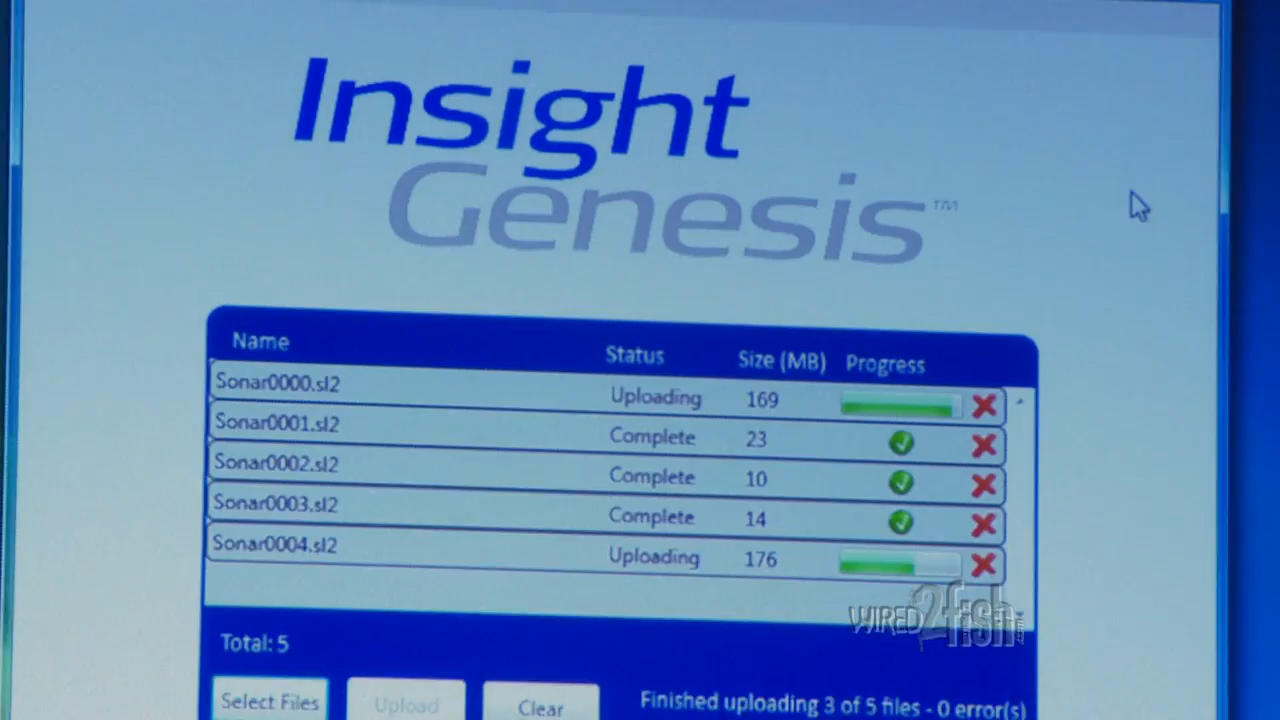 Insight
Genesis™
Name Status Size (MB) Progress
Sonar0000.sl2 Uploading 169
Sonar0001.sl2 Complete 23
Sonar0002.sl2 Complete 10
Sonar0003.sl2 Complete 14
Sonar0004.sl2 Uploading 176
WIRED2fish.com
Total: 5
Select Files Upload Clear Finished uploading 3 of 5 files - 0 error(s)